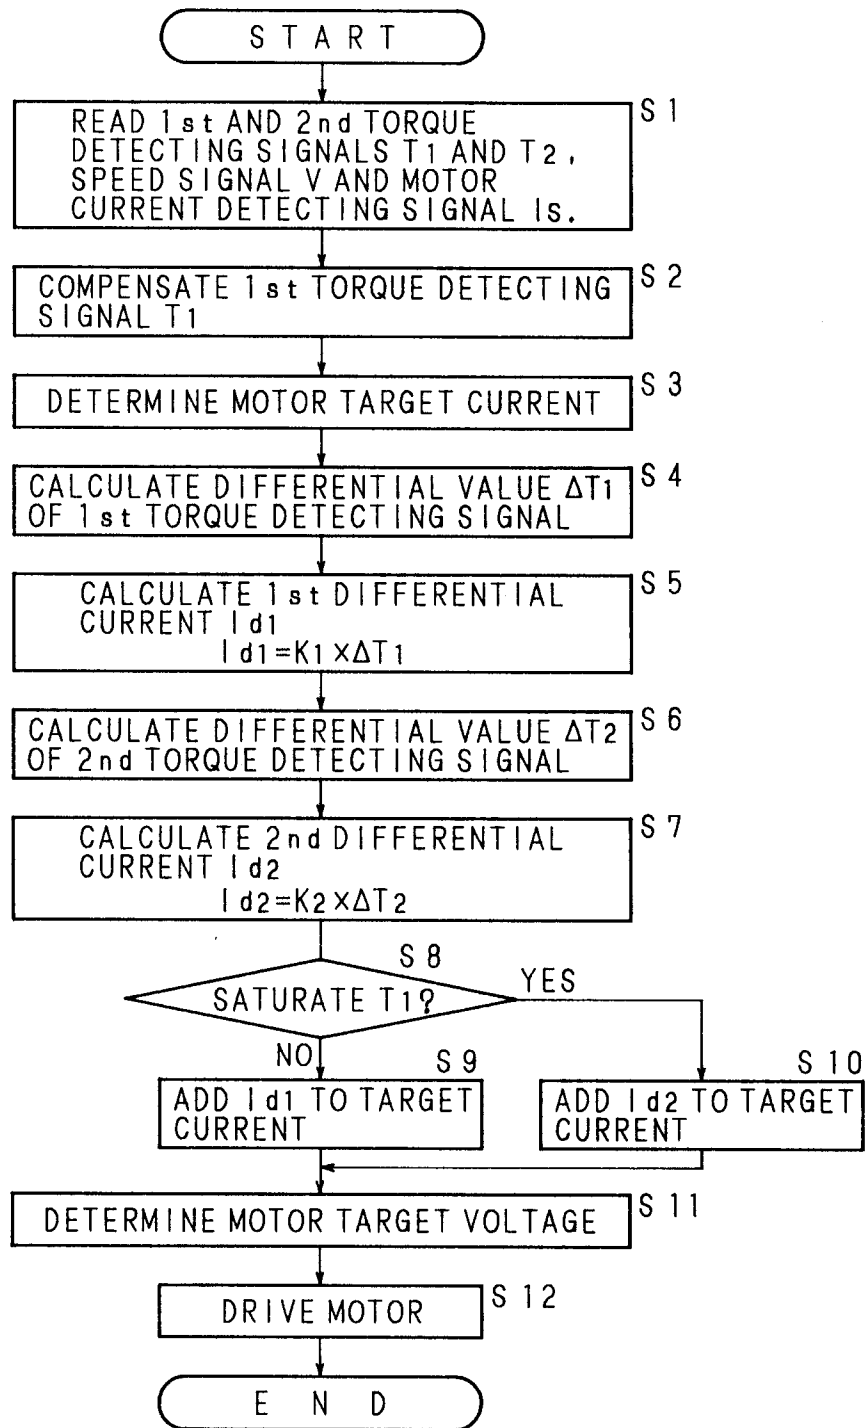 START
S1
READ 1st AND 2nd TORQUE
DETECTING SIGNALS T1 AND T2,
SPEED SIGNAL V AND MOTOR
CURRENT DETECTING SIGNAL Is.
S2
COMPENSATE 1st TORQUE DETECTING
SIGNAL T1
S3
DETERMINE MOTOR TARGET CURRENT
S4
CALCULATE DIFFERENTIAL VALUE ΔT1
OF 1st TORQUE DETECTING SIGNAL
S5
CALCULATE 1st DIFFERENTIAL
CURRENT Id1
Id1=K1×ΔT1
S6
CALCULATE DIFFERENTIAL VALUE ΔT2
OF 2nd TORQUE DETECTING SIGNAL
S7
CALCULATE 2nd DIFFERENTIAL
CURRENT Id2
Id2=K2×ΔT2
S8
SATURATE T1?
YES
NO
S9
ADD Id1 TO TARGET
CURRENT
S10
ADD Id2 TO TARGET
CURRENT
S11
DETERMINE MOTOR TARGET VOLTAGE
S12
DRIVE MOTOR
END